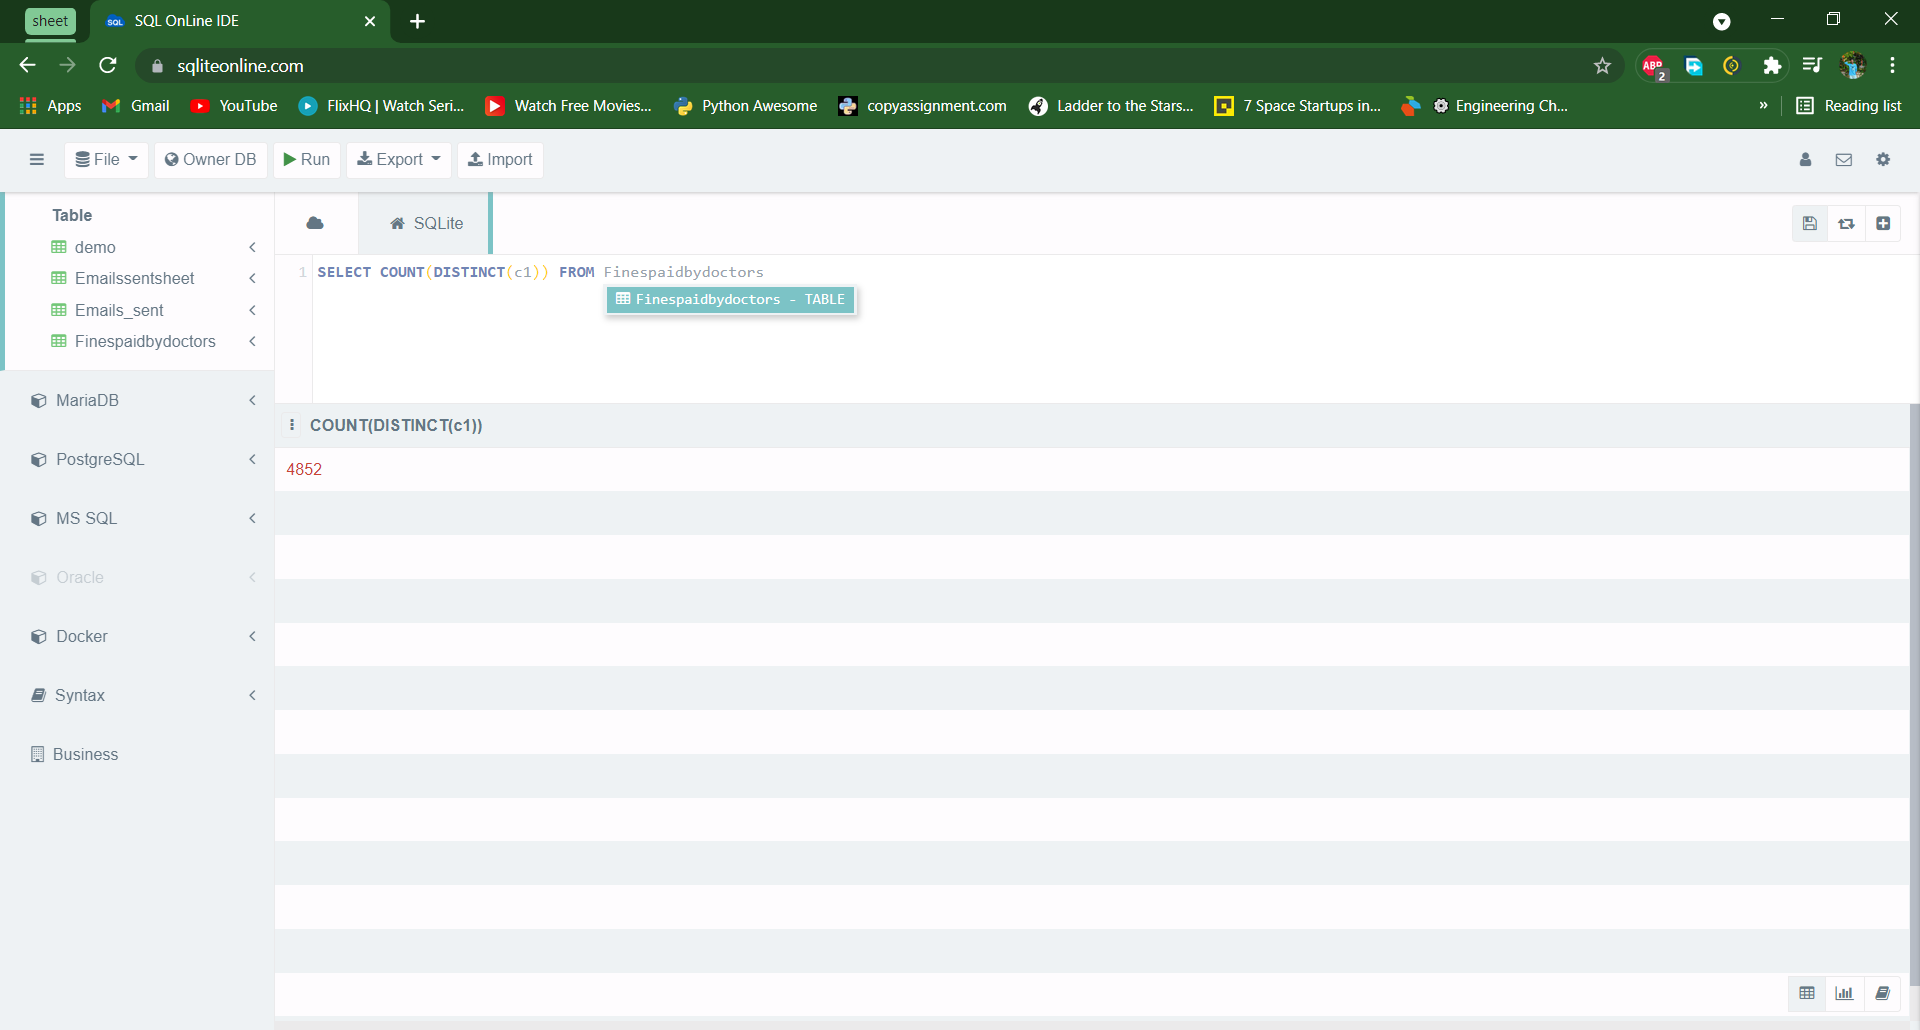 sheet
SQL OnLine IDE
sqliteonline.com
ABP
2
Apps
Gmail
YouTube
FlixHQ | Watch Seri...
Watch Free Movies...
Python Awesome
copyassignment.com
Ladder to the Stars...
7 Space Startups in...
Engineering Ch...
»
Reading list
File
Owner DB
Run
Export
Import
Table
demo
Emailssentsheet
Emails_sent
Finespaidbydoctors
MariaDB
PostgreSQL
MS SQL
Oracle
Docker
Syntax
Business
SQLite
1 SELECT COUNT(DISTINCT(c1)) FROM Finespaidbydoctors
Finespaidbydoctors - TABLE
COUNT(DISTINCT(c1))
4852